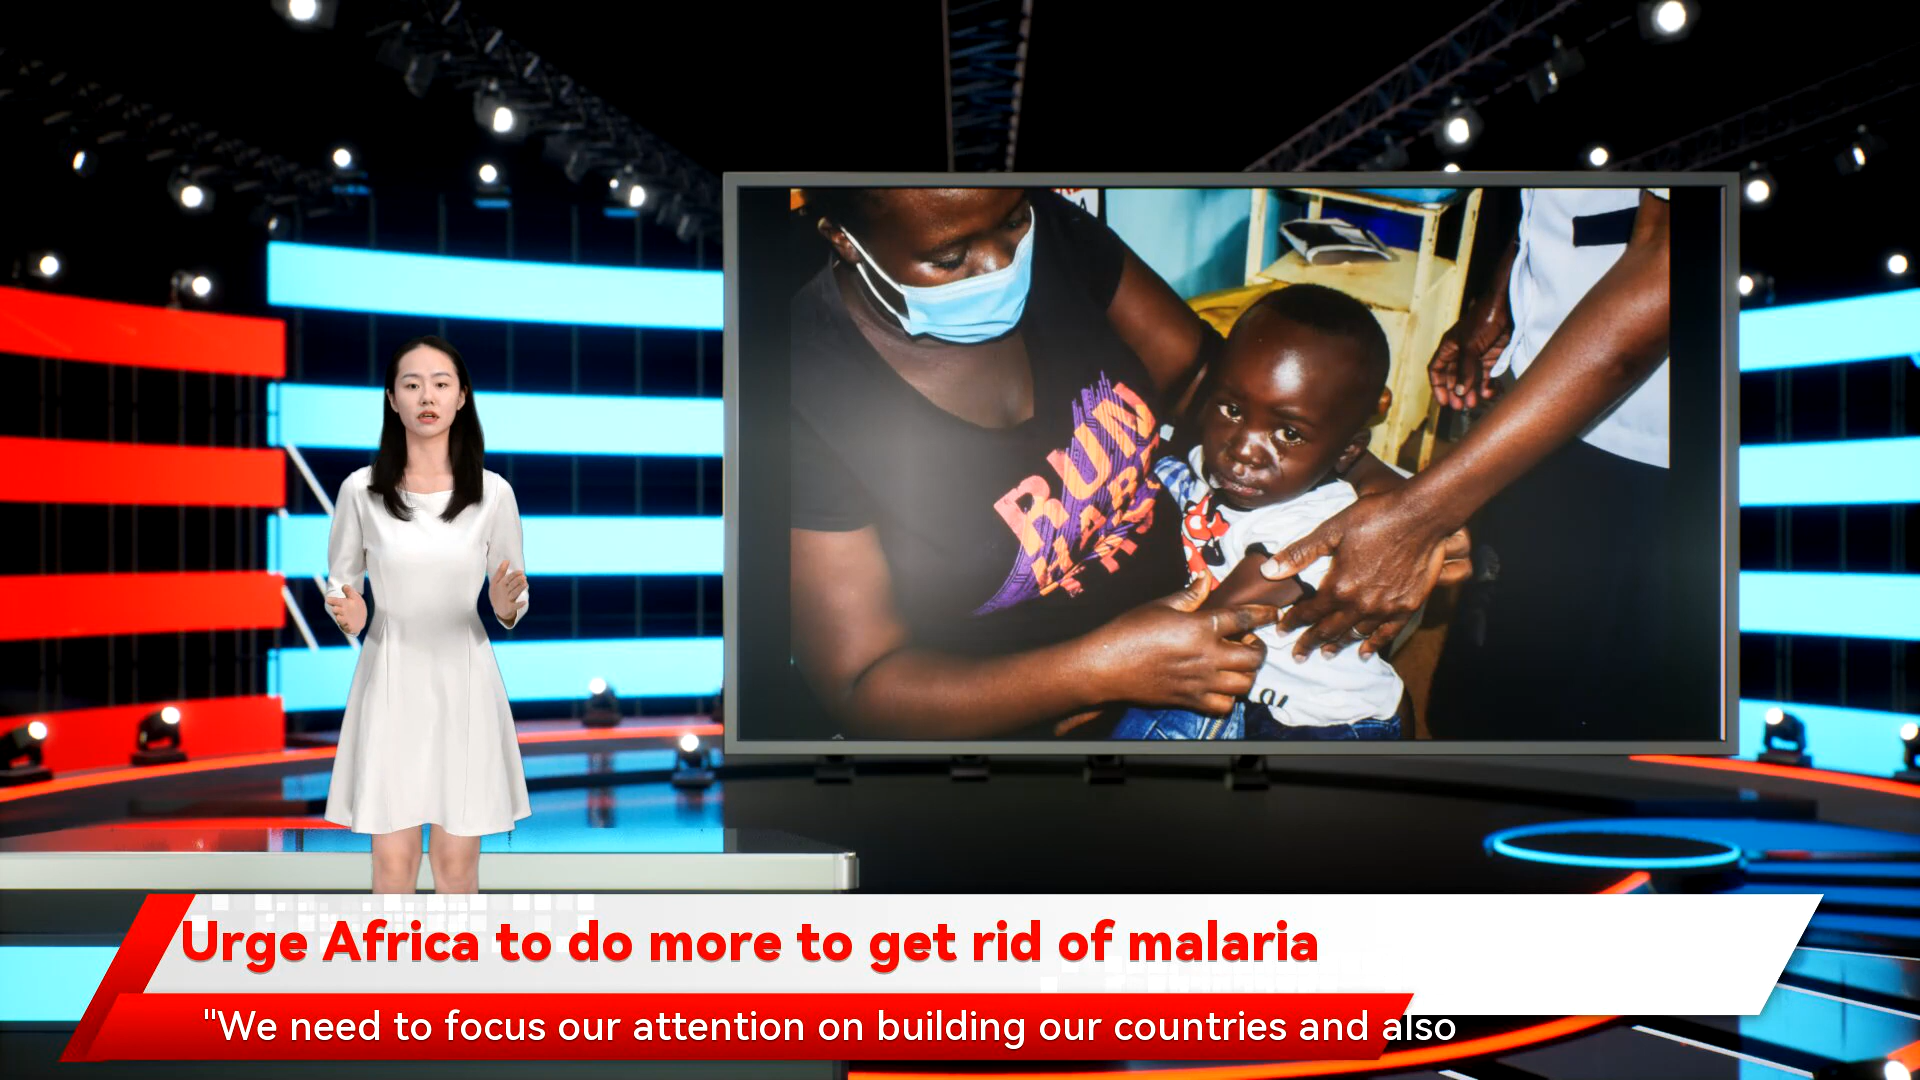 RUN
Urge Africa to do more to get rid of malaria
"We need to focus our attention on building our countries and also